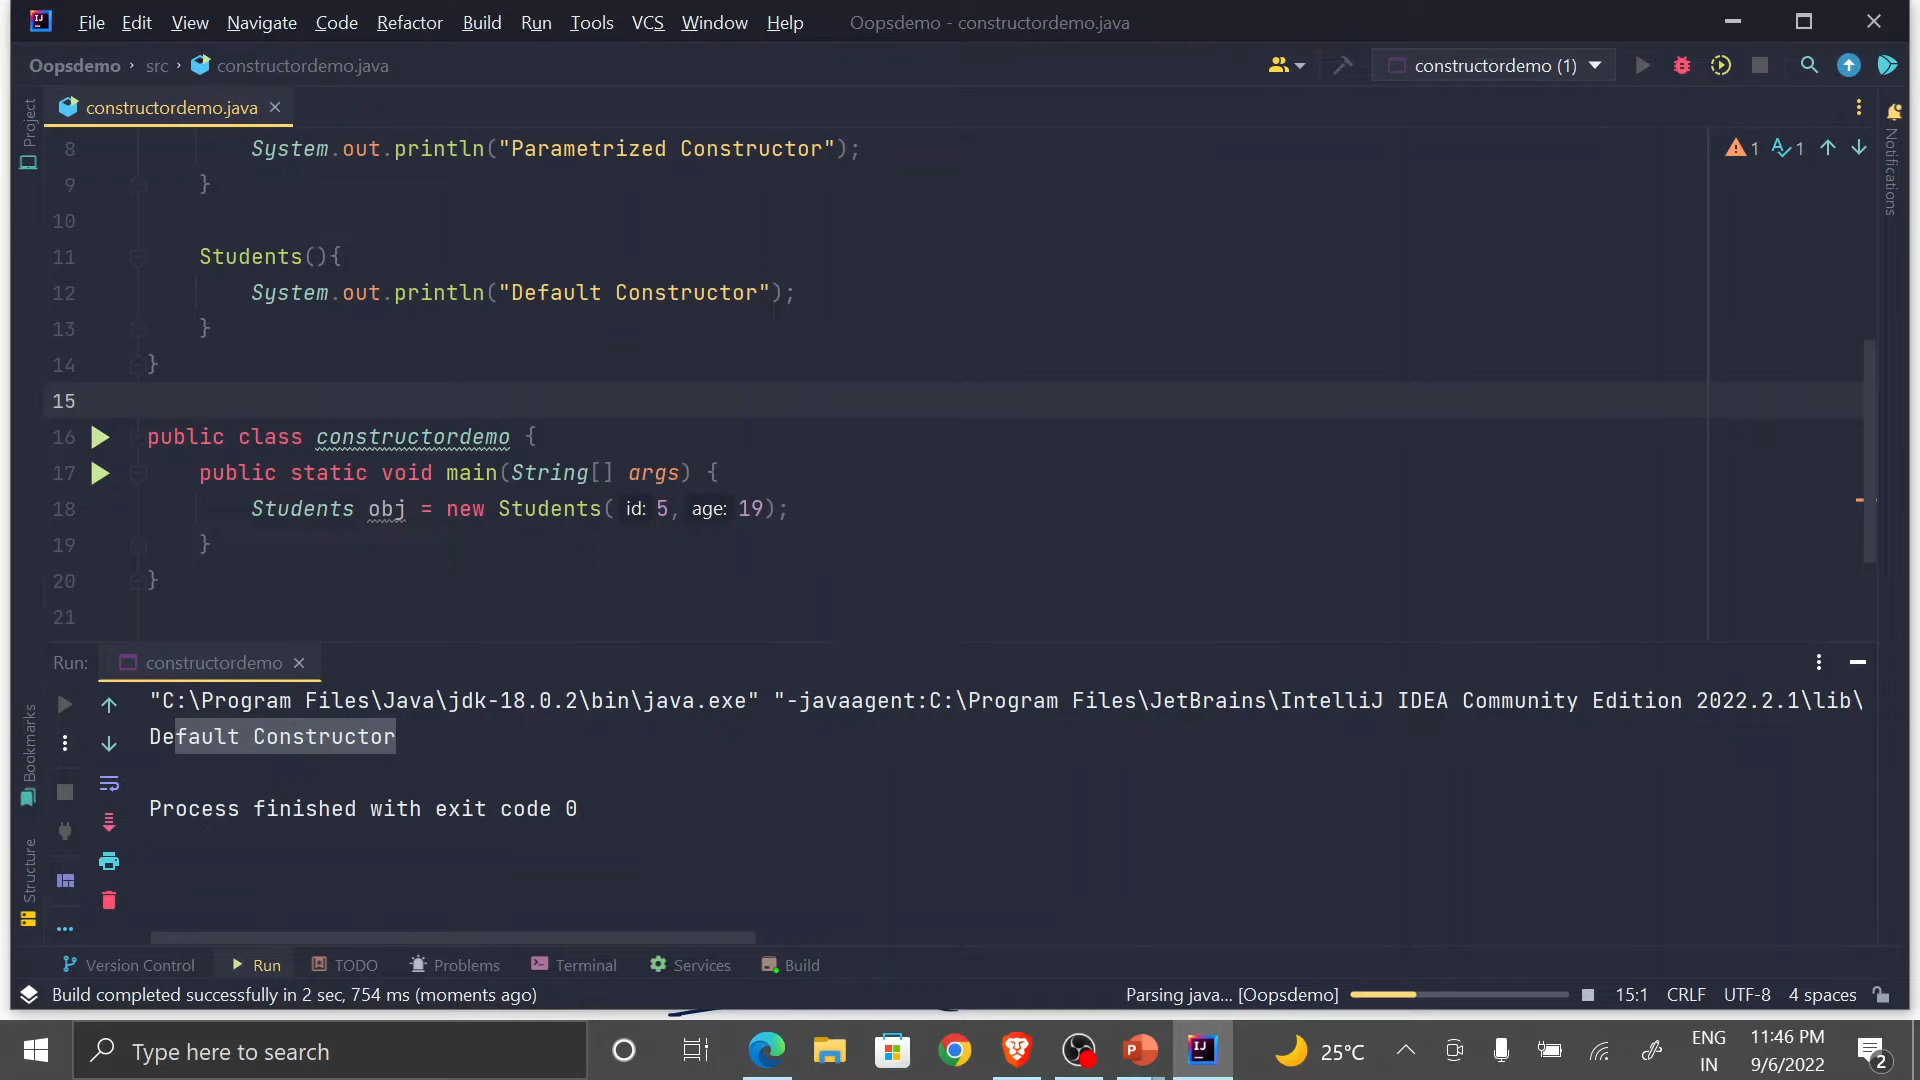 File Edit View Navigate Code Refactor Build Run Tools VCS Window Help Oopsdemo - constructordemo.java
Oopsdemo src constructordemo.java constructordemo (1)
Project
constructordemo.java
Notifications
1 1
8 System.out.println("Parametrized Constructor");
9 }
10
11 Students(){
12 System.out.println("Default Constructor");
13 }
14 }
15
16 public class constructordemo {
17 public static void main(String[] args) {
18 Students obj = new Students( id: 5, age: 19);
19 }
20 }
21
Run: constructordemo
"C:\Program Files\Java\jdk-18.0.2\bin\java.exe" "-javaagent:C:\Program Files\JetBrains\IntelliJ IDEA Community Edition 2022.2.1\lib\
Default Constructor
Process finished with exit code 0
Bookmarks
Structure
Version Control Run TODO Problems Terminal Services Build
Build completed successfully in 2 sec, 754 ms (moments ago) Parsing java... [Oopsdemo] 15:1 CRLF UTF-8 4 spaces
Type here to search 25°C ENG IN 11:46 PM 9/6/2022 2